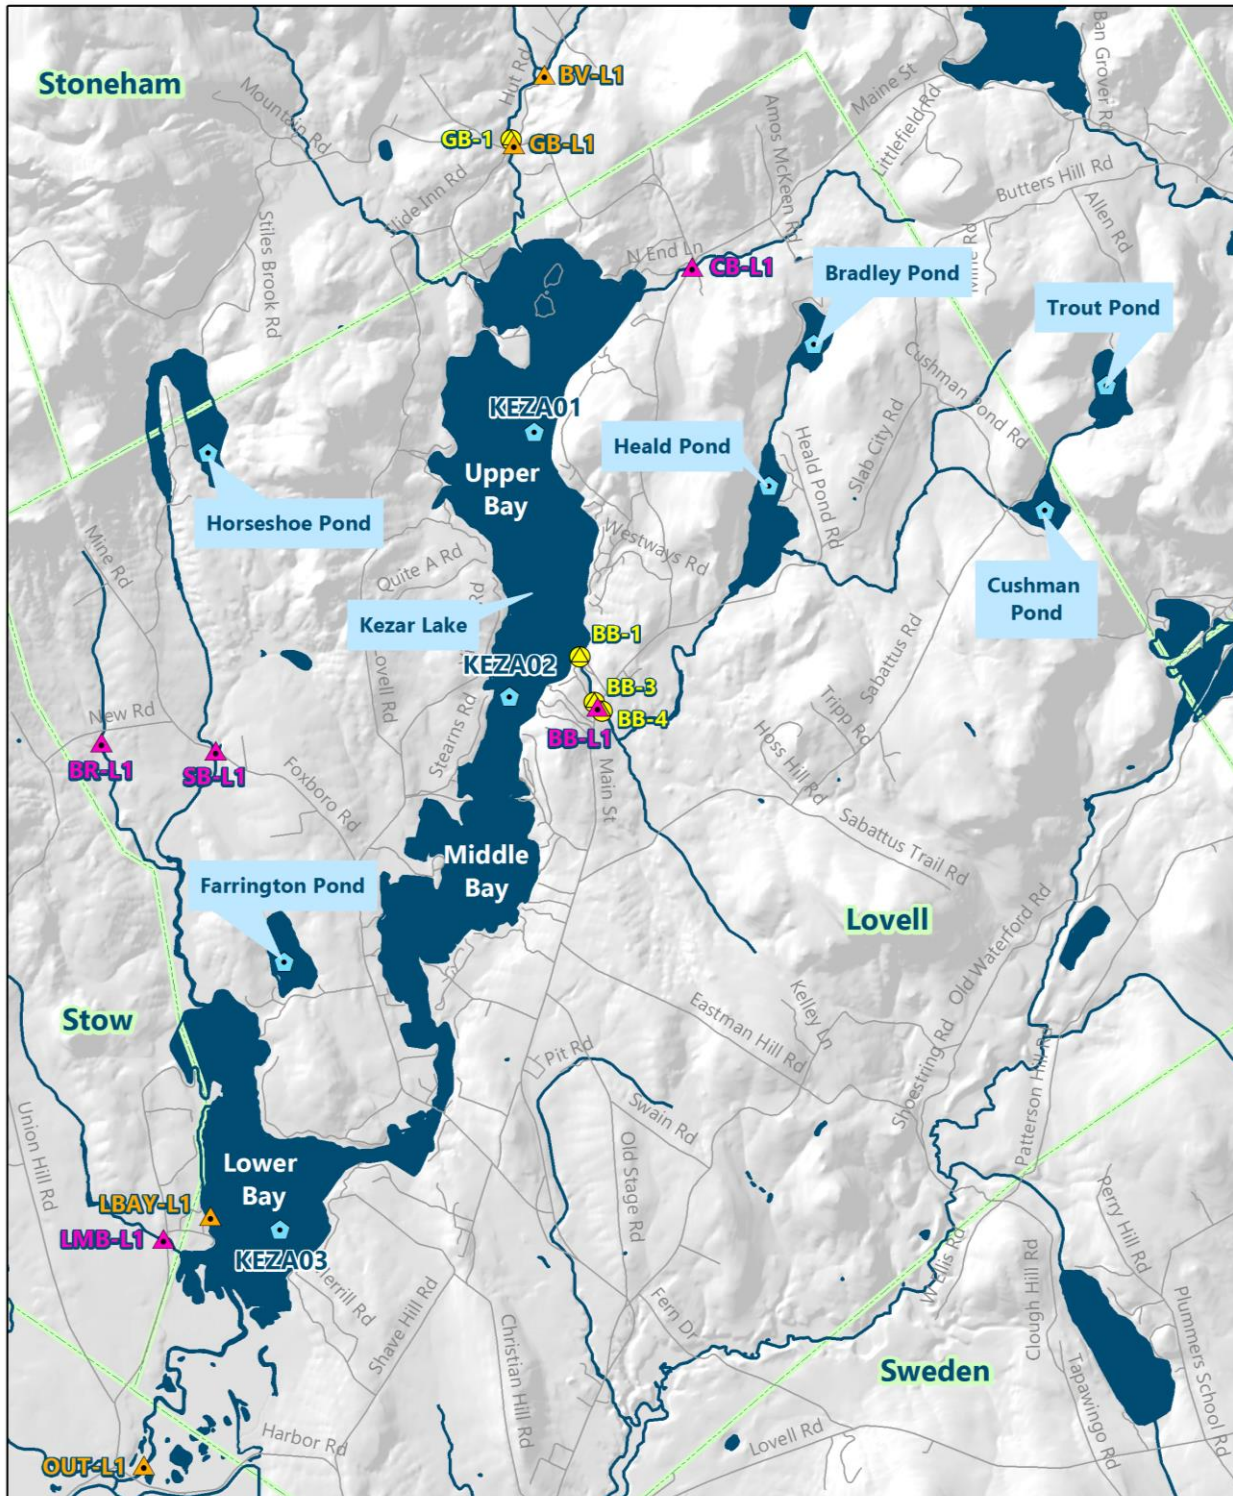 Stoneham
Hut Rd
BV-L1
GB-1
GB-L1
Mountain Rd
Maine St
Ban Grover Rd
Littlefield Rd
Amos McKeen Rd
Butters Hill Rd
Allen Rd
Stiles Brook Rd
N End Ln
CB-L1
Bradley Pond
Trout Pond
KEZA01
Upper
Bay
Heald Pond
Cushman Pond Rd
Slab City Rd
Heald Pond Rd
Horseshoe Pond
Mine Rd
Quite A Rd
Westways Rd
Cushman
Pond
Kezar Lake
BB-1
KEZA02
BB-3
BB-4
BB-L1
Sabattus Rd
Tripp Rd
Hoss Hill Rd
Sabattus Trail Rd
New Rd
BR-L1
SB-L1
Stearns Rd
Foxboro Rd
Main St
Middle
Bay
Farrington Pond
Lovell
Old Waterford Rd
Stow
Kelley Ln
Eastman Hill Rd
Shoestring Rd
Pit Rd
Swain Rd
Old Stage Rd
Patterson Hill Rd
Union Hill Rd
Lower
Bay
LBAY-L1
LMB-L1
KEZA03
Perry Hill Rd
Plummers School Rd
Clough Hill Rd
Shave Hill Rd
Fern Dr
Christian Hill Rd
Sweden
Tapawingo Rd
Harbor Rd
Lovell Rd
OUT-L1